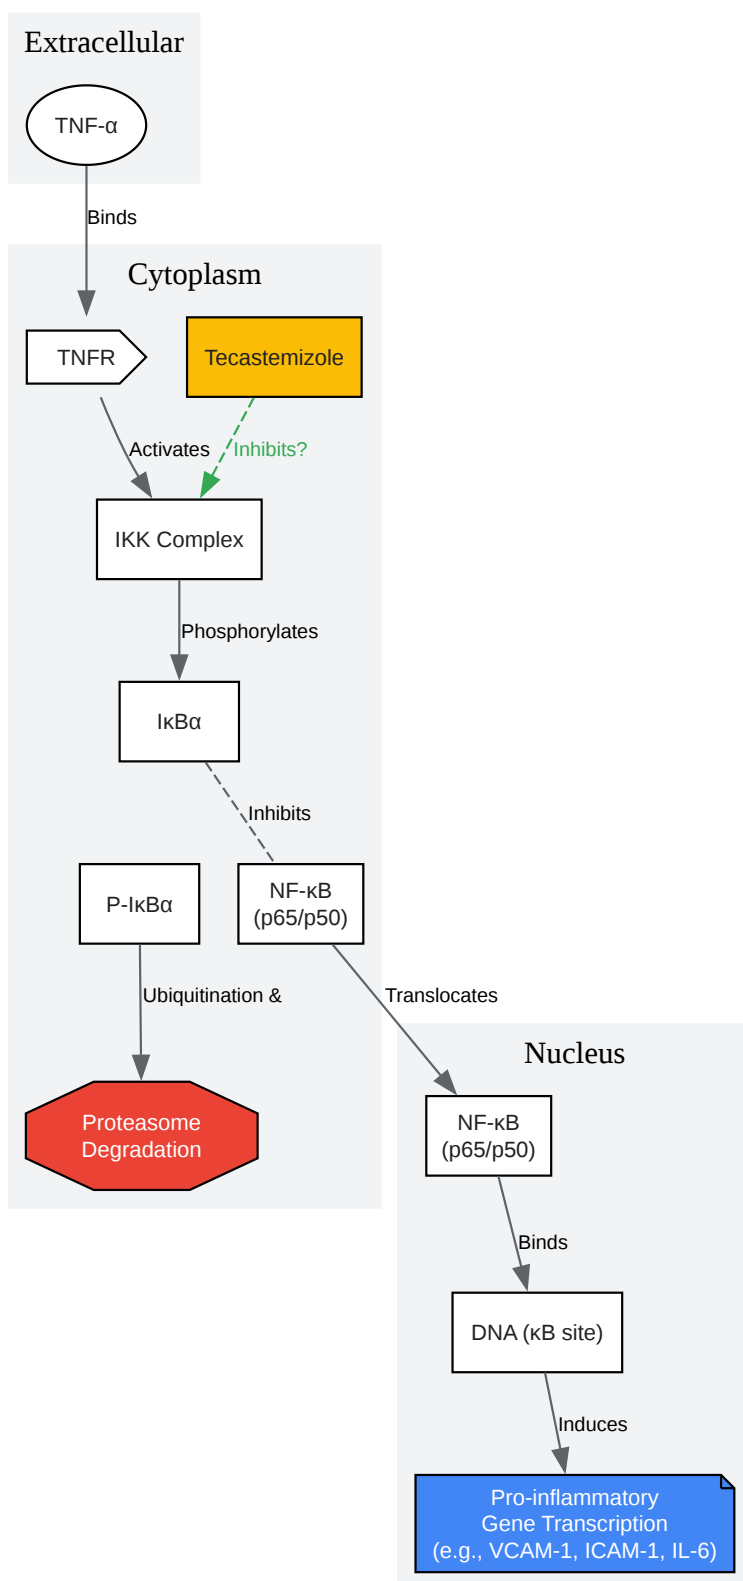 Extracellular
TNF-α
Binds
Cytoplasm
TNFR
Tecastemizole
Activates
Inhibits?
IKK Complex
Phosphorylates
IκBα
Inhibits
P-IκBα
NF-κB
(p65/p50)
Ubiquitination &
Translocates
Proteasome
Degradation
Nucleus
NF-κB
(p65/p50)
Binds
DNA (κB site)
Induces
Pro-inflammatory
Gene Transcription
(e.g., VCAM-1, ICAM-1, IL-6)